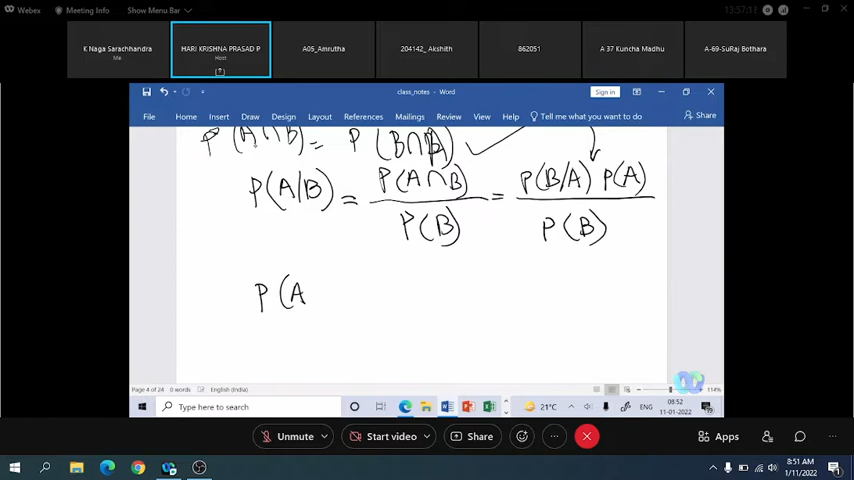 Webex Meeting Info Show Menu Bar 13:57:1
K Naga Sarachhandra
Me
HARI KRISHNA PRASAD P
Host
A05_Amrutha
204142_ Akshith
862051
A 37 Kuncha Madhu
A-69-SuRaj Bothara
class_notes - Word
Sign in
File Home Insert Draw Design Layout References Mailings Review View Help Tell me what you want to do Share
P (A∩B) = P (B∩A)
P(A|B) = P(A∩B) / P(B) = P(B/A) P(A) / P(B)
P (A
Page 4 of 24 0 words English (India) 114%
Type here to search 21°C ENG 08:52
11-01-2022
Unmute Start video Share Apps
8:51 AM
1/11/2022